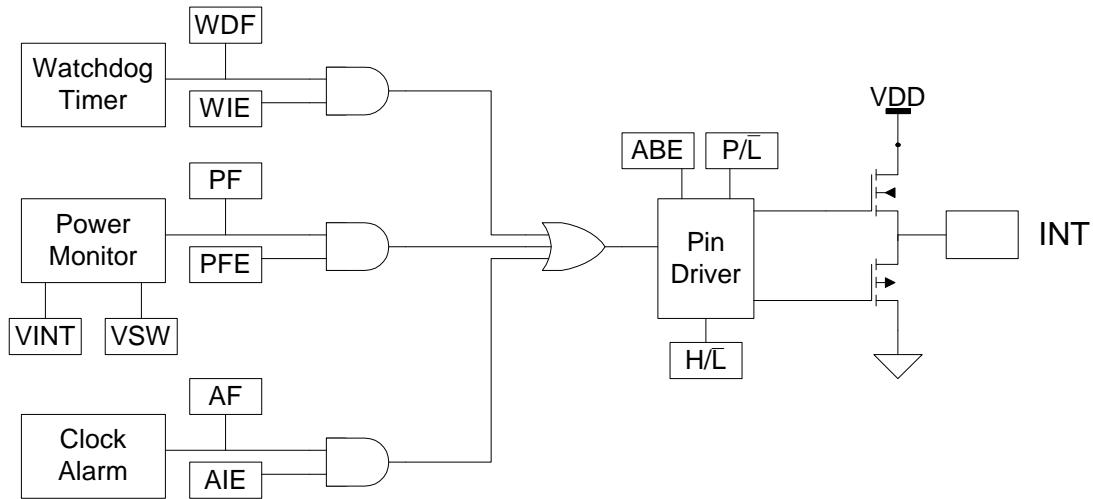 WDF
Watchdog
Timer
WIE
VDD
ABE
P/L̅
PF
Power
Monitor
PFE
Pin
Driver
INT
VINT
VSW
H/L̅
AF
Clock
Alarm
AIE